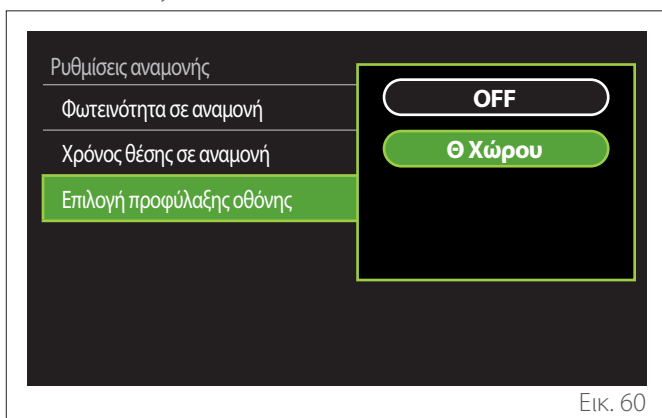 Ρυθμίσεις αναμονής
Φωτεινότητα σε αναμονή
Χρόνος θέσης σε αναμονή
Επιλογή προφύλαξης οθόνης
OFF
Θ Χώρου
Εικ. 60